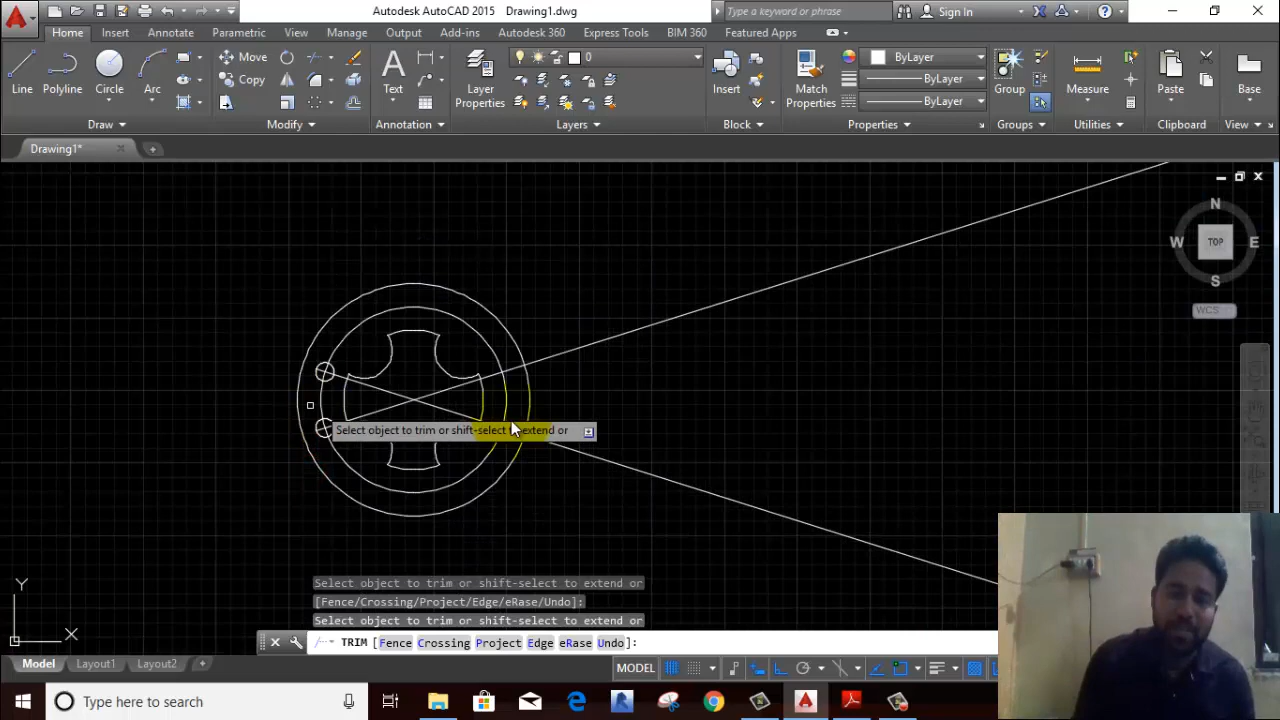 Autodesk AutoCAD 2015 Drawing1.dwg
Type a keyword or phrase
Sign In
Home Insert Annotate Parametric View Manage Output Add-ins Autodesk 360 Express Tools BIM 360 Featured Apps
Line
Polyline
Circle
Arc
Move
Copy
Text
Layer
Properties
0
Insert
Match
Properties
ByLayer
ByLayer
ByLayer
Group
Measure
Paste
Base
Draw
Modify
Annotation
Layers
Block
Properties
Groups
Utilities
Clipboard
View
Drawing1*
N
W
TOP
E
S
WCS
Select object to trim or shift-select to extend or
Y
X
Select object to trim or shift-select to extend or
[Fence/Crossing/Project/Edge/eRase/Undo]:
Select object to trim or shift-select to extend or
TRIM [Fence Crossing Project Edge eRase Undo]:
Model Layout1 Layout2
MODEL
Type here to search